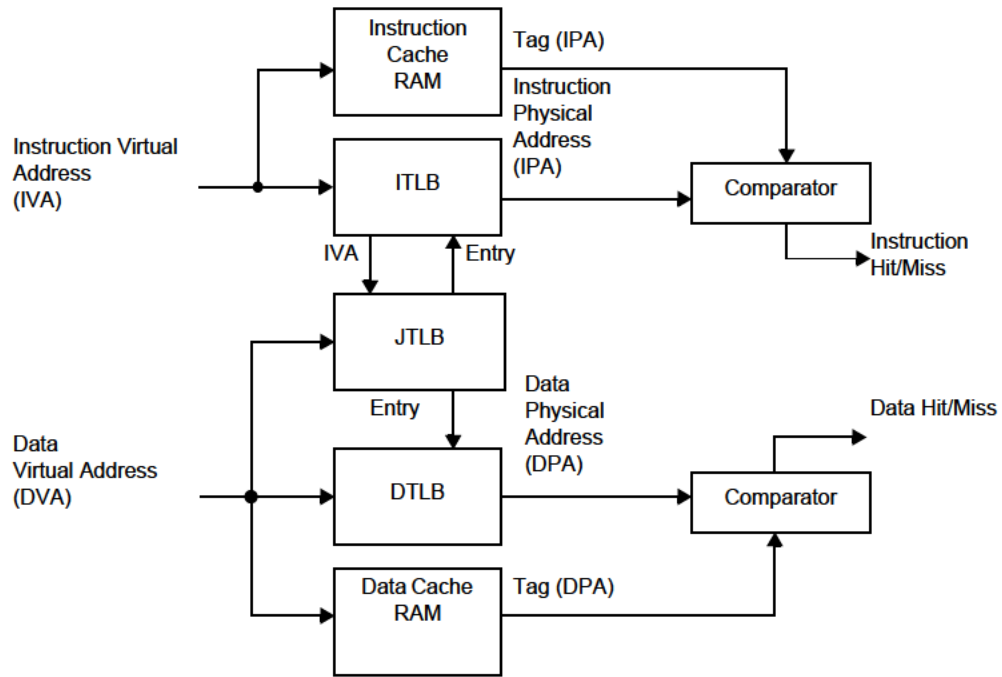 Instruction
Cache
RAM
Tag (IPA)
Instruction
Physical
Address
(IPA)
Instruction Virtual
Address
(IVA)
ITLB
Comparator
IVA
Entry
Instruction
Hit/Miss
JTLB
Entry
Data
Physical
Address
(DPA)
Data Hit/Miss
Data
Virtual Address
(DVA)
DTLB
Comparator
Data Cache
RAM
Tag (DPA)